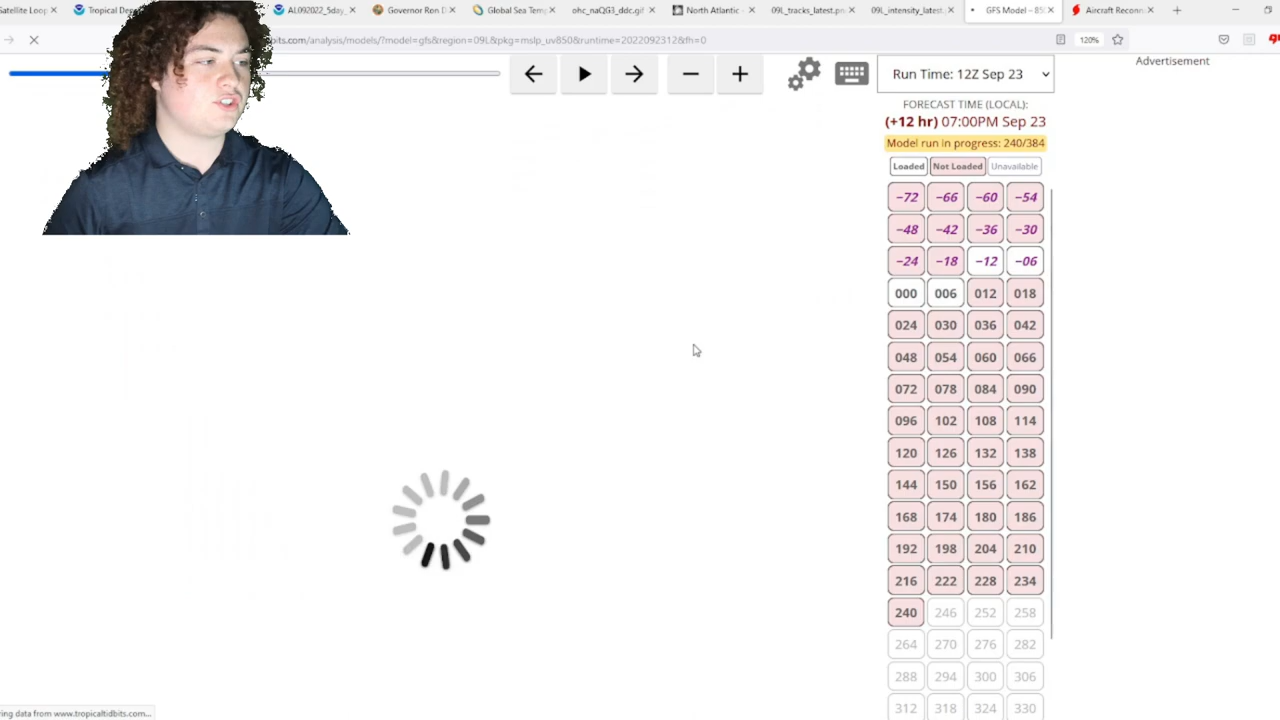 Satellite Loop
Tropical Dep
AL092022_5day_
Governor Ron D
Global Sea Tem
ohc_naQG3_ddc.gif
North Atlantic
09L_tracks_latest.pn
09L_intensity_latest.
GFS Model – 850
Aircraft Reconn
bits.com/analysis/models/?model=gfs&region=09L&pkg=mslp_uv850&runtime=2022092312&fh=0
120%
Run Time: 12Z Sep 23
Advertisement
FORECAST TIME (LOCAL):
(+12 hr) 07:00PM Sep 23
Model run in progress: 240/384
Loaded Not Loaded Unavailable
−72 −66 −60 −54
−48 −42 −36 −30
−24 −18 −12 −06
000 006 012 018
024 030 036 042
048 054 060 066
072 078 084 090
096 102 108 114
120 126 132 138
144 150 156 162
168 174 180 186
192 198 204 210
216 222 228 234
240 246 252 258
264 270 276 282
288 294 300 306
312 318 324 330
ring data from www.tropicaltidbits.com...